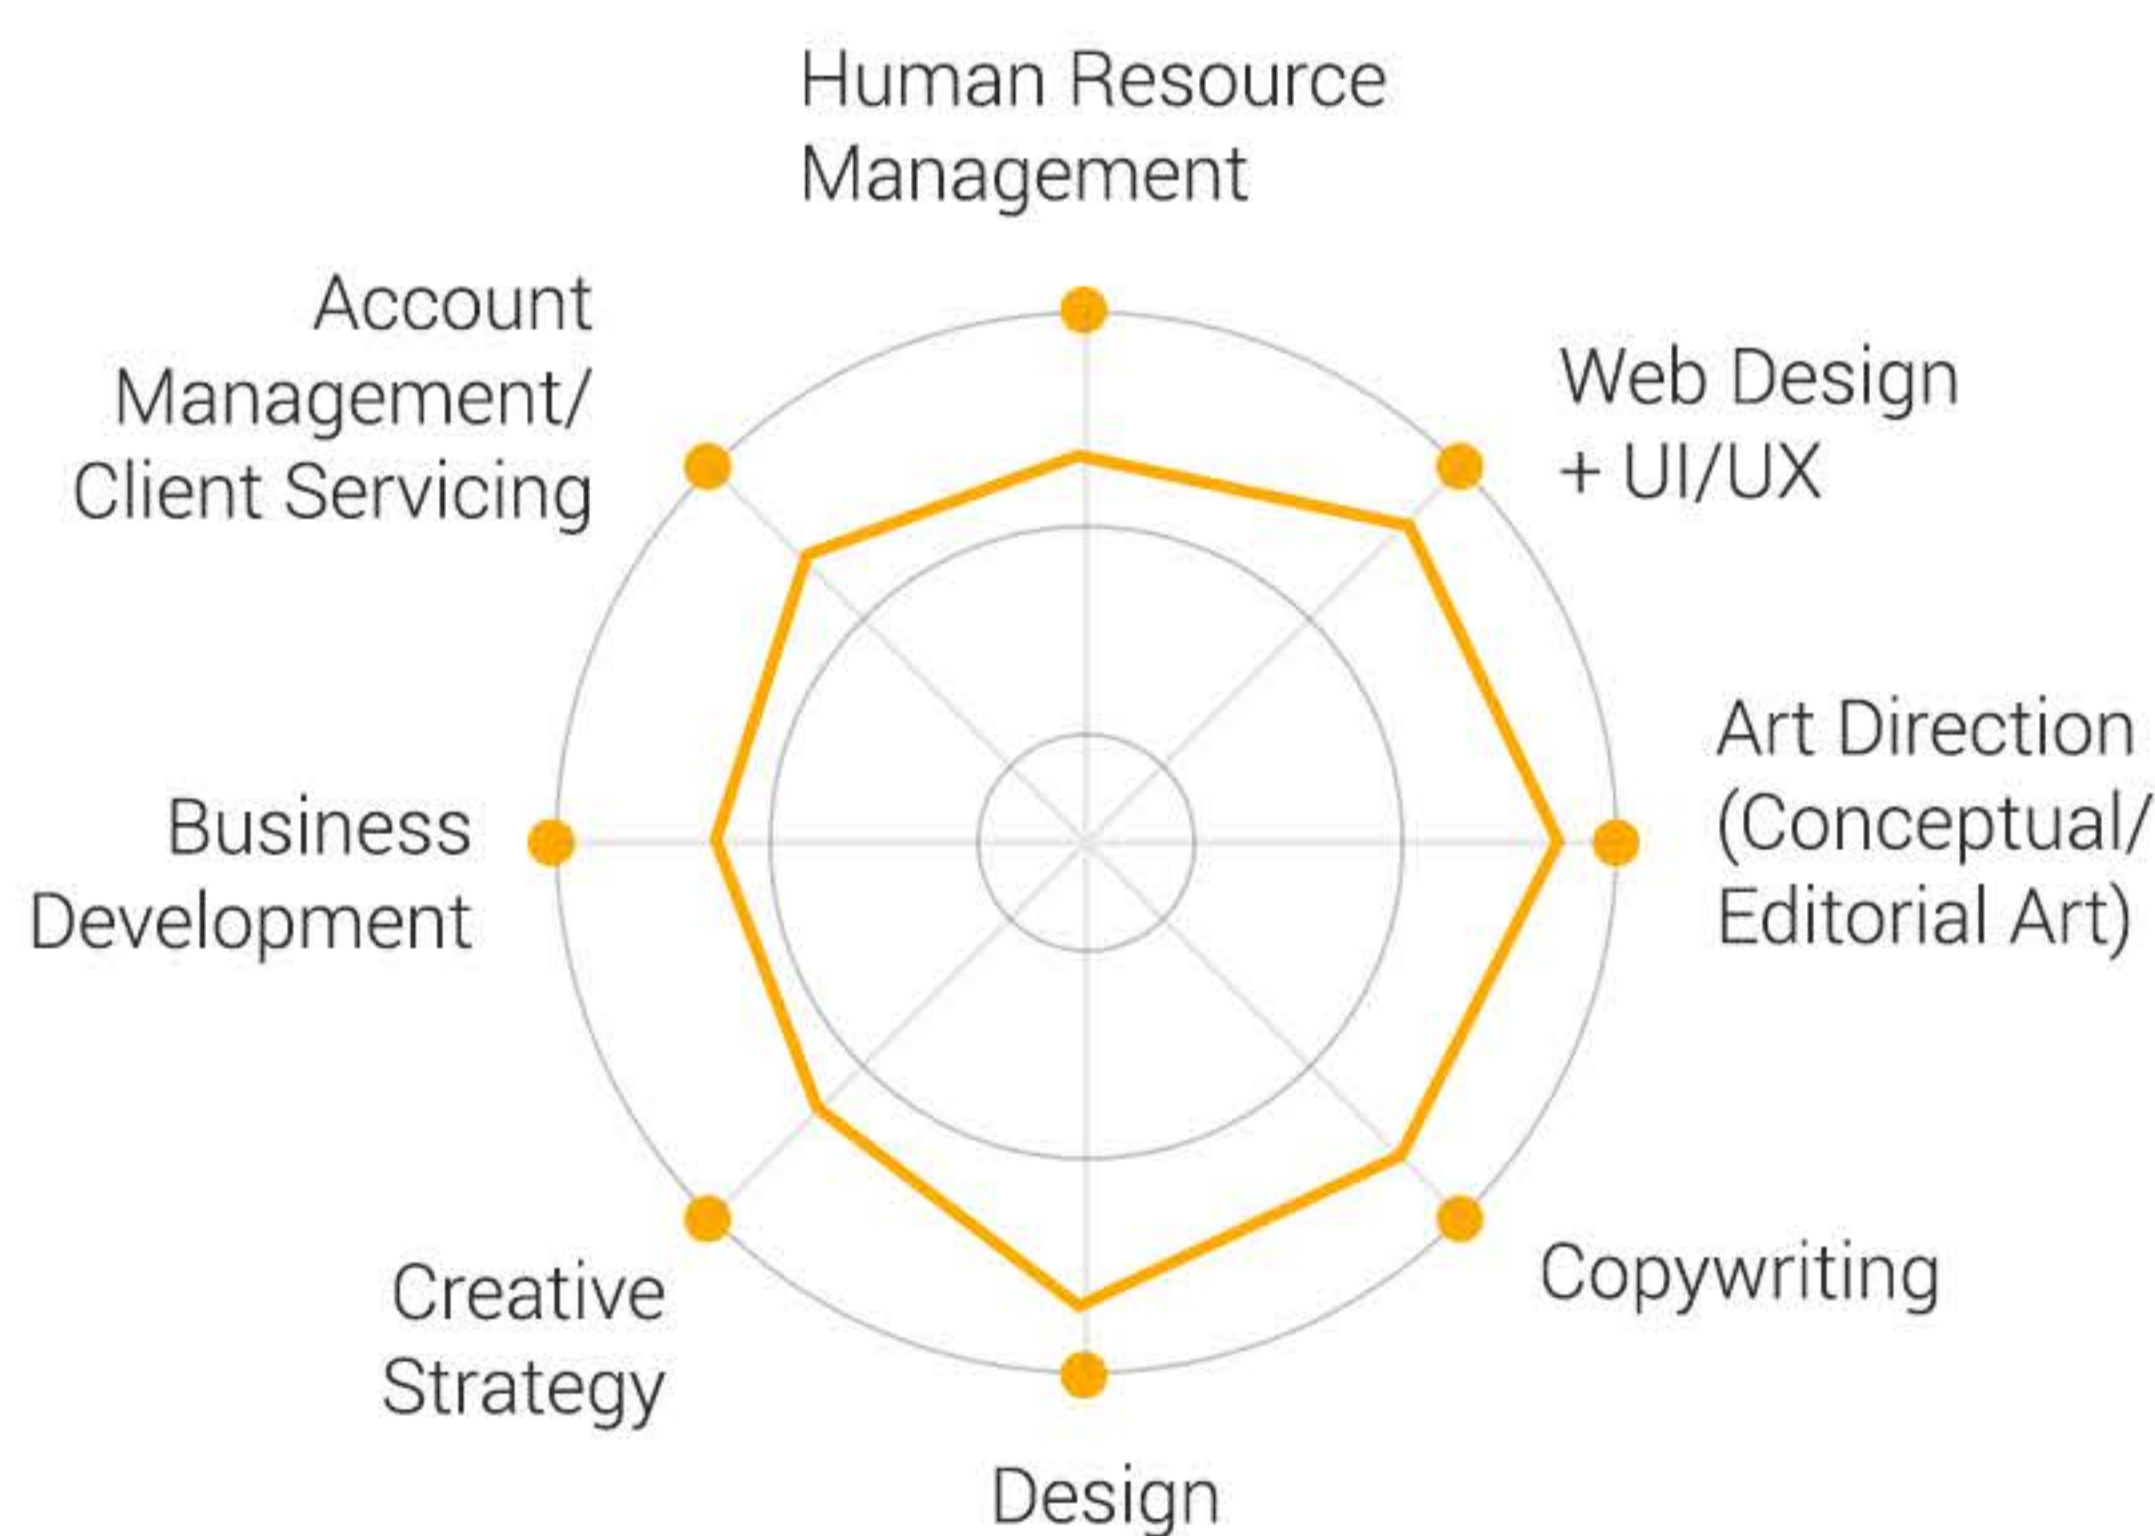 Human Resource
Management
Account
Management/
Client Servicing
Web Design
+ UI/UX
Art Direction
(Conceptual/
Editorial Art)
Business
Development
Copywriting
Creative
Strategy
Design